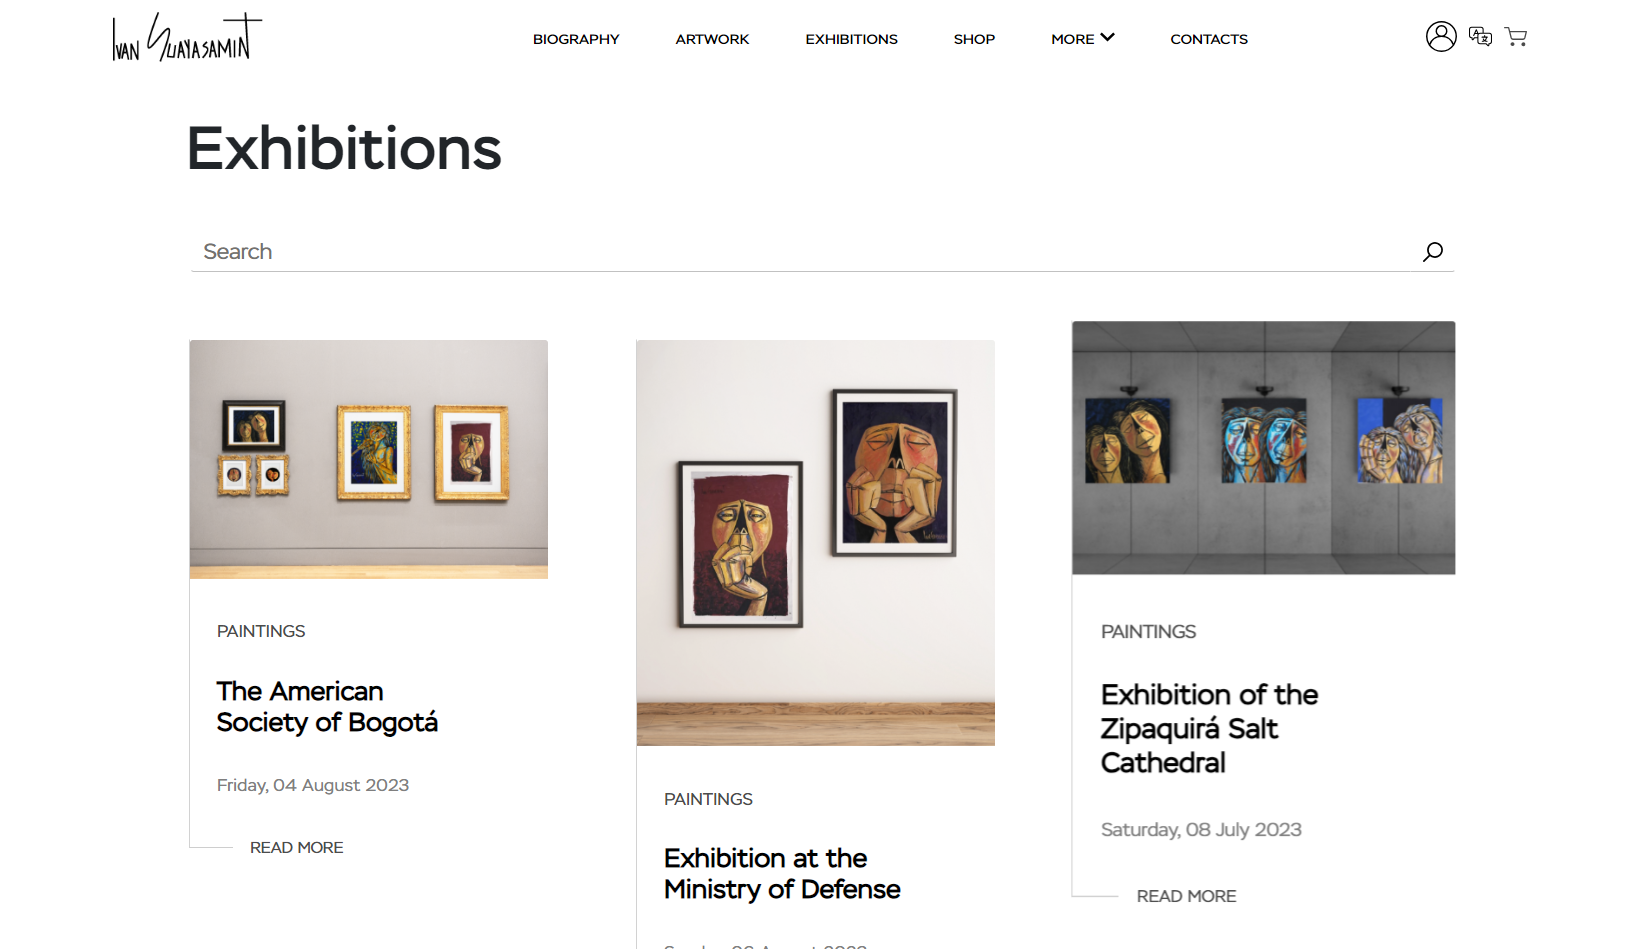 IVAN GUAYASAMIN
BIOGRAPHY
ARTWORK
EXHIBITIONS
SHOP
MORE
CONTACTS
Exhibitions
Search
PAINTINGS
The American
Society of Bogotá
Friday, 04 August 2023
READ MORE
PAINTINGS
Exhibition at the
Ministry of Defense
PAINTINGS
Exhibition of the
Zipaquirá Salt
Cathedral
Saturday, 08 July 2023
READ MORE